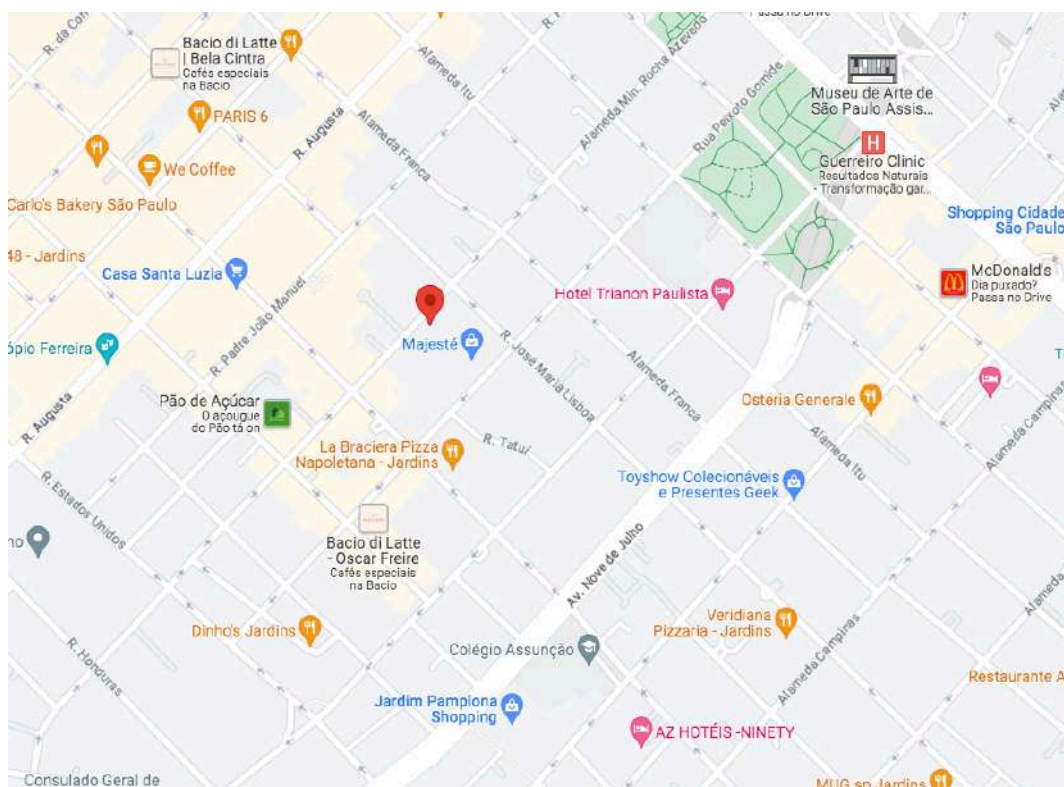 R. da Con
Bacio di Latte
| Bela Cintra
Cafés especiais
na Bacio
Alameda Itu
Alameda Min. Rocha Azevedo
Passa no Drive
Rua Peixoto Gomide
Museu de Arte de
São Paulo Assis...
PARIS 6
R. Augusta
Alameda Franca
Guerreiro Clinic
Resultados Naturais
- Transformação gar...
We Coffee
Carlo's Bakery São Paulo
Shopping Cidade
São Paulo
48 - Jardins
Casa Santa Luzia
R. Padre João Manuel
Hotel Trianon Paulista
McDonald's
Dia puxado?
Passa no Drive
ópio Ferreira
Majesté
R. José Maria Lisboa
Alameda Franca
Osteria Generale
Alameda Campinas
R. Augusta
Pão de Açúcar
O açougue
do Pão tá on
La Braciera Pizza
Napoletana - Jardins
R. Tatuí
Alameda Itu
Toyshow Colecionáveis
e Presentes Geek
R. Estados Unidos
Bacio di Latte
- Oscar Freire
Cafés especiais
na Bacio
Av. Nove de Julho
Alameda
Dinho's Jardins
Veridiana
Pizzaria - Jardins
Colégio Assunção
R. Honduras
Alameda Campinas
Restaurante A
Jardim Pamplona
Shopping
AZ HOTÉIS -NINETY
Consulado Geral de
MUG sp Jardins